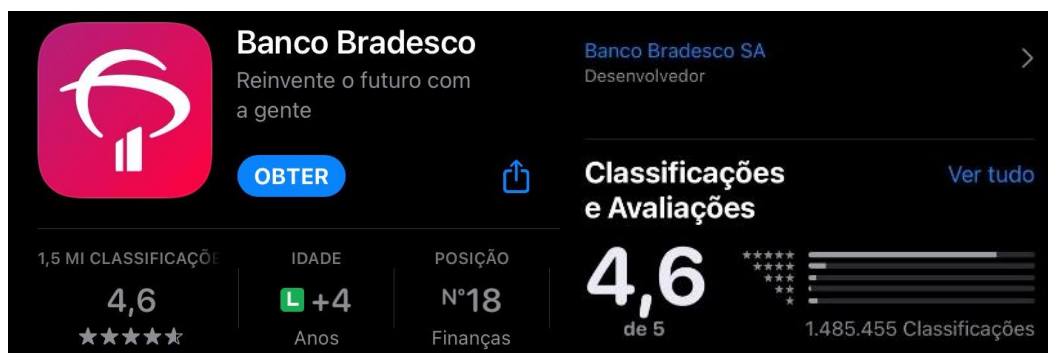 Banco Bradesco
Reinvente o futuro com
a gente
OBTER
1,5 MI CLASSIFICAÇÕE
4,6
IDADE
L +4
Anos
POSIÇÃO
N°18
Finanças
Banco Bradesco SA
Desenvolvedor
Classificações
e Avaliações
Ver tudo
4,6
de 5
1.485.455 Classificações